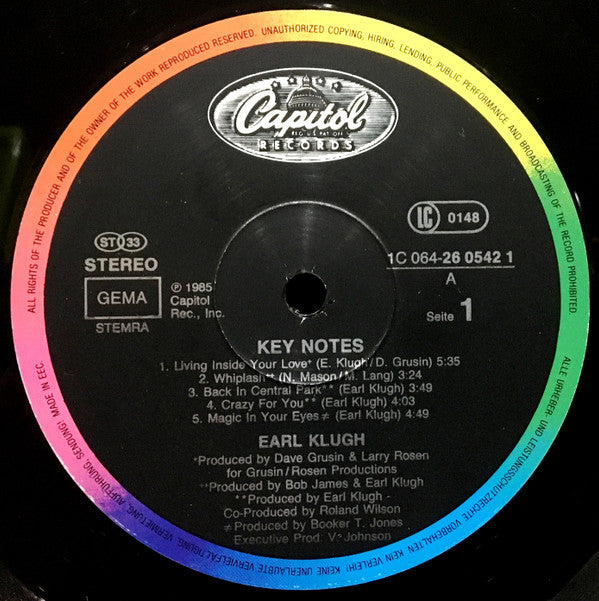 ALL RIGHTS OF THE PRODUCER AND OF THE OWNER OF THE WORK REPRODUCED RESERVED. UNAUTHORIZED COPYING, HIRING, LENDING, PUBLIC PERFORMANCE AND BROADCASTING OF THE RECORD PROHIBITED.
Capitol
REG. U.S. PAT. OFF.
RECORDS
LC 0148
ST 33
STEREO
GEMA
STEMRA
℗ 1985
Capitol
Rec., Inc.
1C 064-26 0542 1
A
Seite 1
KEY NOTES
1. Living Inside Your Love* (E. Klugh/D. Grusin) 5:35
2. Whiplash** (N. Mason/M. Lang) 3:24
3. Back In Central Park** (Earl Klugh) 3:49
4. Crazy For You** (Earl Klugh) 4:03
5. Magic In Your Eyes ≠ (Earl Klugh) 4:49
EARL KLUGH
*Produced by Dave Grusin & Larry Rosen
for Grusin/Rosen Productions
**Produced by Bob James & Earl Klugh
**Produced by Earl Klugh -
Co-Produced by Roland Wilson
≠ Produced by Booker T. Jones
Executive Prod. V. Johnson
ALLE URHEBER- UND LEISTUNGSSCHUTZRECHTE VORBEHALTEN KEIN VERLEIH! KEINE UNERLAUBTE VERVIELFÄLTIGUNG, VERMIETUNG, AUFFÜHRUNG, SENDUNG! MADE IN EEC.